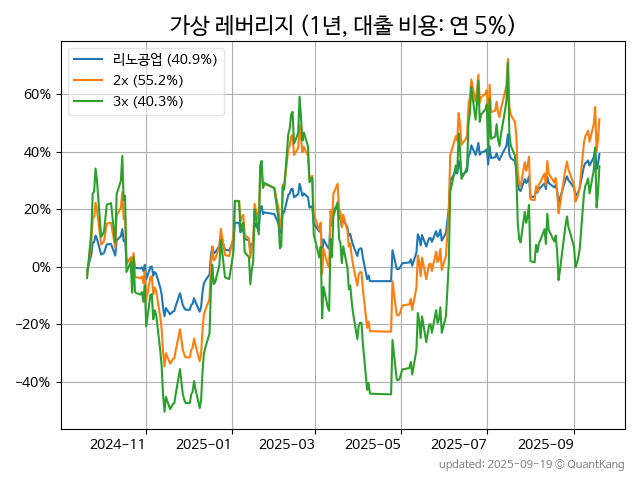 가상 레버리지 (1년, 대출 비용: 연 5%)
리노공업 (40.9%)
2x (55.2%)
3x (40.3%)
60%
40%
20%
0%
−20%
−40%
2024-11 2025-01 2025-03 2025-05 2025-07 2025-09
updated: 2025-09-19 © QuantKang